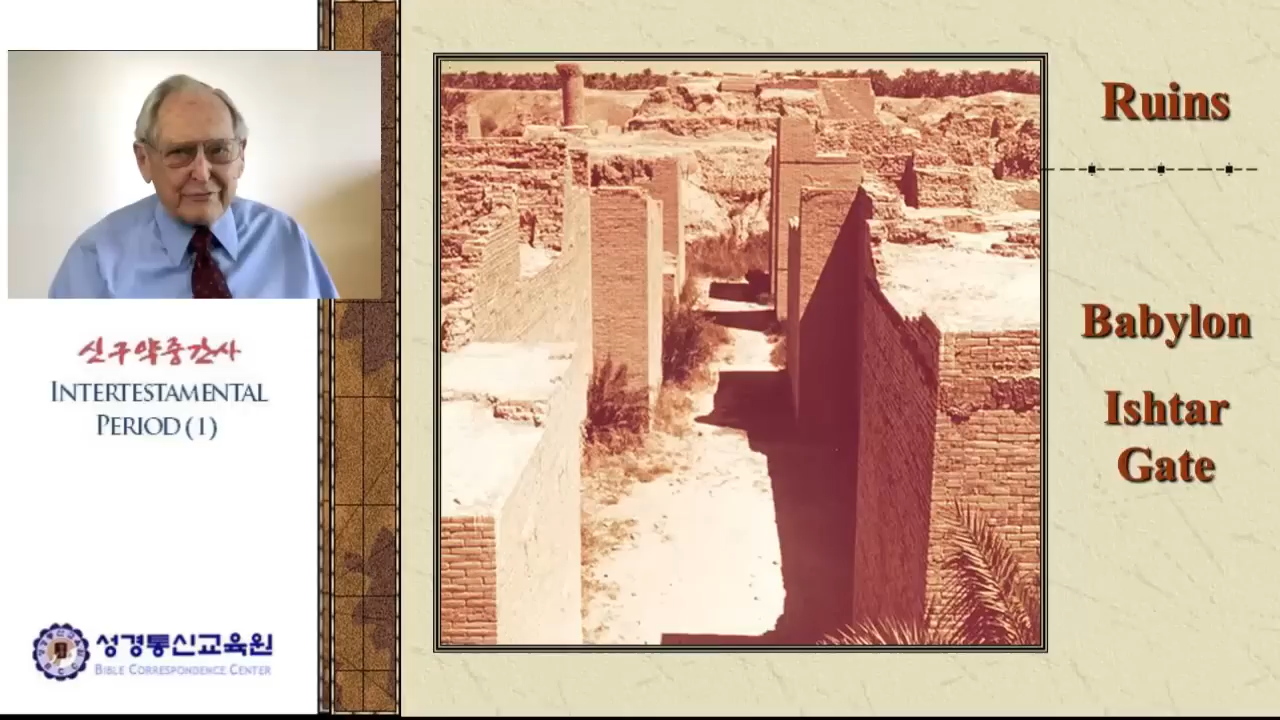 신구약중간사
INTERTESTAMENTAL
PERIOD (1)
성경통신교육원
BIBLE CORRESPONDENCE CENTER
Ruins
Babylon
Ishtar
Gate